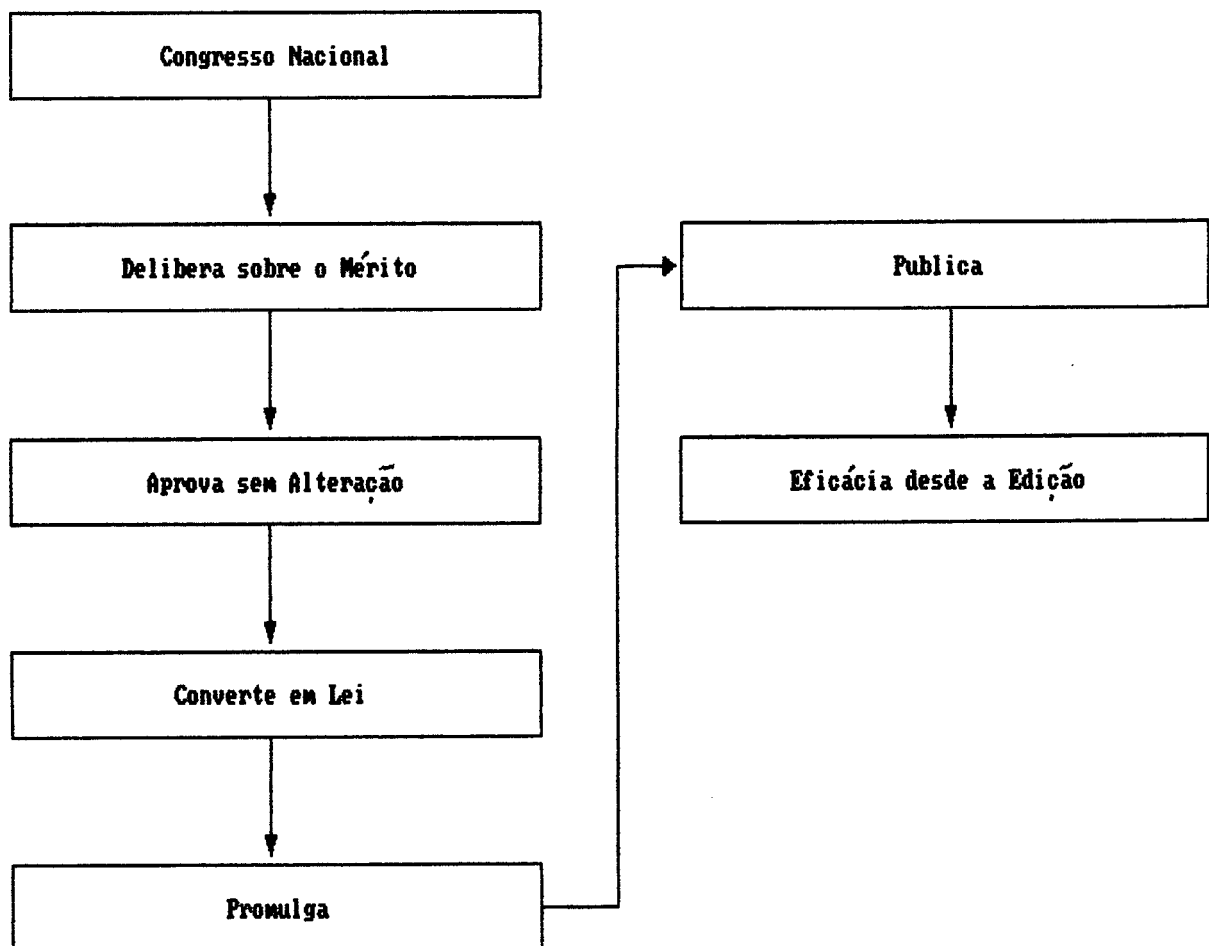 Congresso Nacional
Delibera sobre o Mérito
Aprova sem Alteração
Converte em Lei
Promulga
Publica
Eficácia desde a Edição